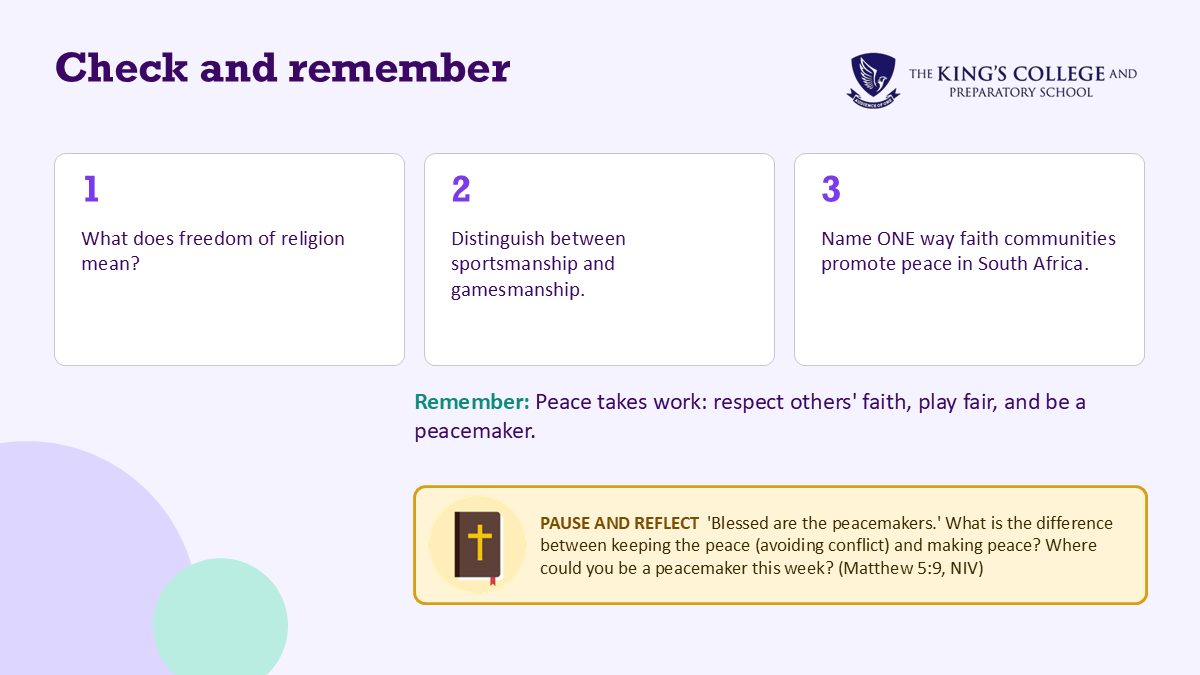 Check and remember
THE KING'S COLLEGE AND
PREPARATORY SCHOOL
AUDIENCE OF ONE
1
What does freedom of religion
mean?
2
Distinguish between
sportsmanship and
gamesmanship.
3
Name ONE way faith communities
promote peace in South Africa.
Remember: Peace takes work: respect others' faith, play fair, and be a
peacemaker.
PAUSE AND REFLECT 'Blessed are the peacemakers.' What is the difference
between keeping the peace (avoiding conflict) and making peace? Where
could you be a peacemaker this week? (Matthew 5:9, NIV)